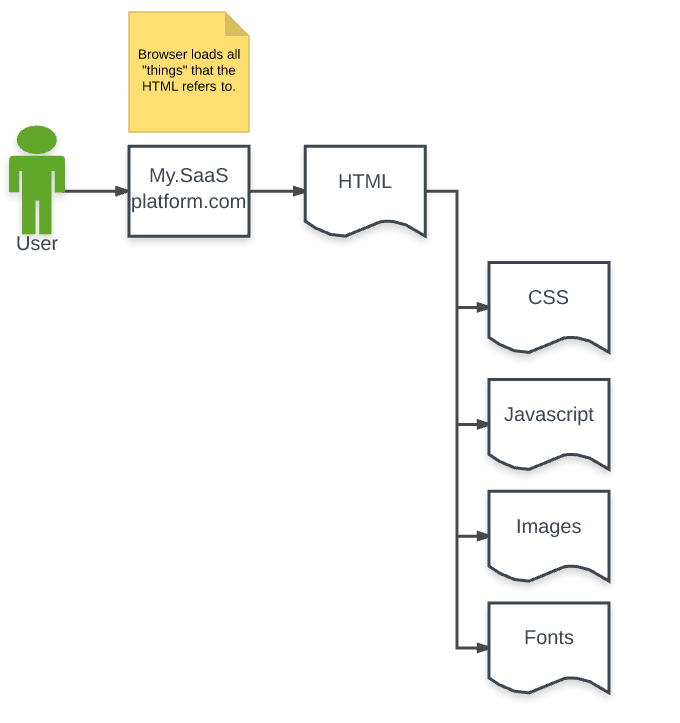 Browser loads all
"things" that the
HTML refers to.
My.SaaS
platform.com
HTML
User
CSS
Javascript
Images
Fonts